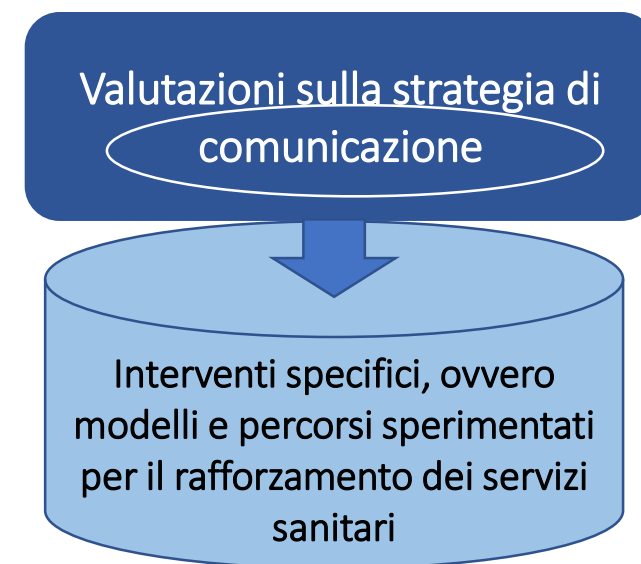 Valutazioni sulla strategia di
comunicazione
Interventi specifici, ovvero
modelli e percorsi sperimentati
per il rafforzamento dei servizi
sanitari